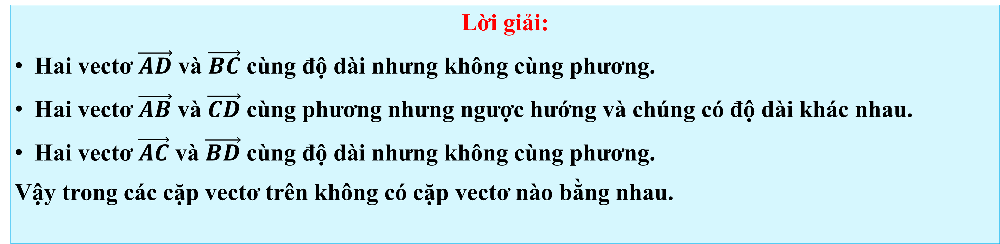 Lời giải:
• Hai vectơ $\overrightarrow{AD}$ và $\overrightarrow{BC}$ cùng độ dài nhưng không cùng phương.
• Hai vectơ $\overrightarrow{AB}$ và $\overrightarrow{CD}$ cùng phương nhưng ngược hướng và chúng có độ dài khác nhau.
• Hai vectơ $\overrightarrow{AC}$ và $\overrightarrow{BD}$ cùng độ dài nhưng không cùng phương.
Vậy trong các cặp vectơ trên không có cặp vectơ nào bằng nhau.